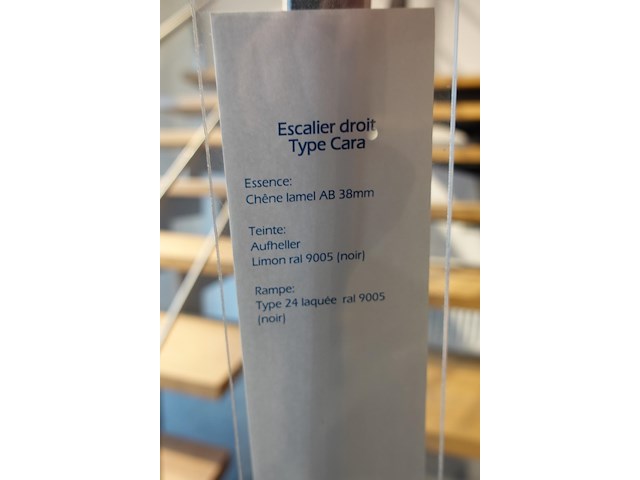 Escalier droit
Type Cara
Essence:
Chêne lamel AB 38mm
Teinte:
Aufheller
Limon ral 9005 (noir)
Rampe:
Type 24 laquée ral 9005
(noir)